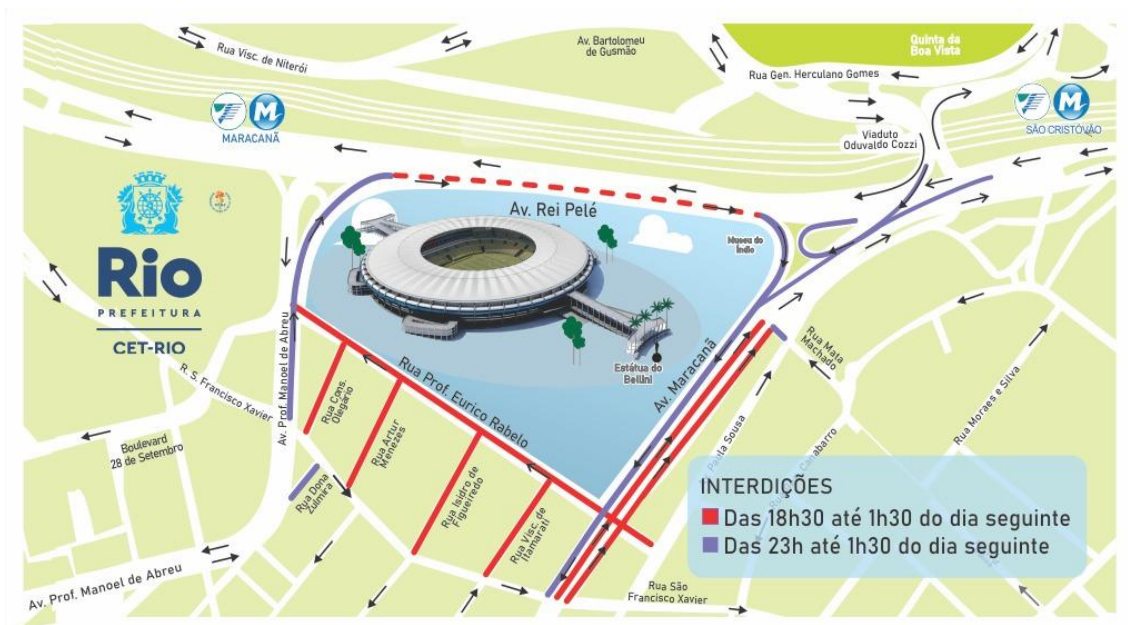 Rua Visc. de Niterói
Av. Bartolomeu
de Gusmão
Quinta da
Boa Vista
Rua Gen. Herculano Gomes
MARACANÃ
M
Viaduto
Oduvaldo Cozzi
M
SÃO CRISTÓVÃO
Av. Rei Pelé
Museu do
Índio
Rio
PREFEITURA
CET-RIO
Estátua do
Bellini
Av. Maracanã
Rua Mata
Machado
R. S. Francisco Xavier
Av. Prof. Manoel de Abreu
Rua Prof. Eurico Rabelo
Rua Cons.
Olegário
Rua Artur
Menezes
Rua Isidro de
Figueiredo
Rua Visc. de
Itamarati
Rua Dona
Zulmira
Boulevard
28 de Setembro
Paula Sousa
Rua Moraes e Silva
INTERDIÇÕES
Das 18h30 até 1h30 do dia seguinte
Das 23h até 1h30 do dia seguinte
Av. Prof. Manoel de Abreu
Rua São
Francisco Xavier